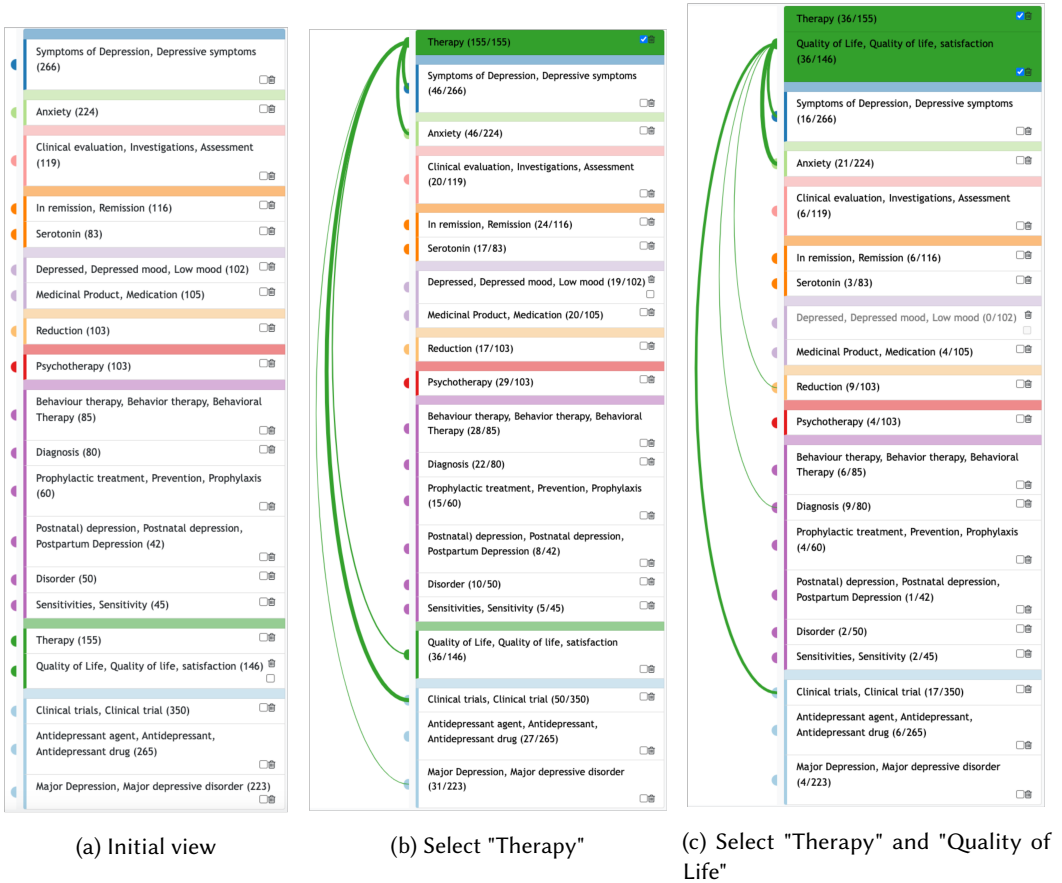 Symptoms of Depression, Depressive symptoms
(266)
Anxiety (224)
Clinical evaluation, Investigations, Assessment
(119)
In remission, Remission (116)
Serotonin (83)
Depressed, Depressed mood, Low mood (102)
Medicinal Product, Medication (105)
Reduction (103)
Psychotherapy (103)
Behaviour therapy, Behavior therapy, Behavioral
Therapy (85)
Diagnosis (80)
Prophylactic treatment, Prevention, Prophylaxis
(60)
Postnatal) depression, Postnatal depression,
Postpartum Depression (42)
Disorder (50)
Sensitivities, Sensitivity (45)
Therapy (155)
Quality of Life, Quality of life, satisfaction (146)
Clinical trials, Clinical trial (350)
Antidepressant agent, Antidepressant,
Antidepressant drug (265)
Major Depression, Major depressive disorder (223)
(a) Initial view
Therapy (155/155)
Symptoms of Depression, Depressive symptoms
(46/266)
Anxiety (46/224)
Clinical evaluation, Investigations, Assessment
(20/119)
In remission, Remission (24/116)
Serotonin (17/83)
Depressed, Depressed mood, Low mood (19/102)
Medicinal Product, Medication (20/105)
Reduction (17/103)
Psychotherapy (29/103)
Behaviour therapy, Behavior therapy, Behavioral
Therapy (28/85)
Diagnosis (22/80)
Prophylactic treatment, Prevention, Prophylaxis
(15/60)
Postnatal) depression, Postnatal depression,
Postpartum Depression (8/42)
Disorder (10/50)
Sensitivities, Sensitivity (5/45)
Quality of Life, Quality of life, satisfaction
(36/146)
Clinical trials, Clinical trial (50/350)
Antidepressant agent, Antidepressant,
Antidepressant drug (27/265)
Major Depression, Major depressive disorder
(31/223)
(b) Select "Therapy"
Therapy (36/155)
Quality of Life, Quality of life, satisfaction
(36/146)
Symptoms of Depression, Depressive symptoms
(16/266)
Anxiety (21/224)
Clinical evaluation, Investigations, Assessment
(6/119)
In remission, Remission (6/116)
Serotonin (3/83)
Depressed, Depressed mood, Low mood (0/102)
Medicinal Product, Medication (4/105)
Reduction (9/103)
Psychotherapy (4/103)
Behaviour therapy, Behavior therapy, Behavioral
Therapy (6/85)
Diagnosis (9/80)
Prophylactic treatment, Prevention, Prophylaxis
(4/60)
Postnatal) depression, Postnatal depression,
Postpartum Depression (1/42)
Disorder (2/50)
Sensitivities, Sensitivity (2/45)
Clinical trials, Clinical trial (17/350)
Antidepressant agent, Antidepressant,
Antidepressant drug (6/265)
Major Depression, Major depressive disorder
(4/223)
(c) Select "Therapy" and "Quality of
Life"